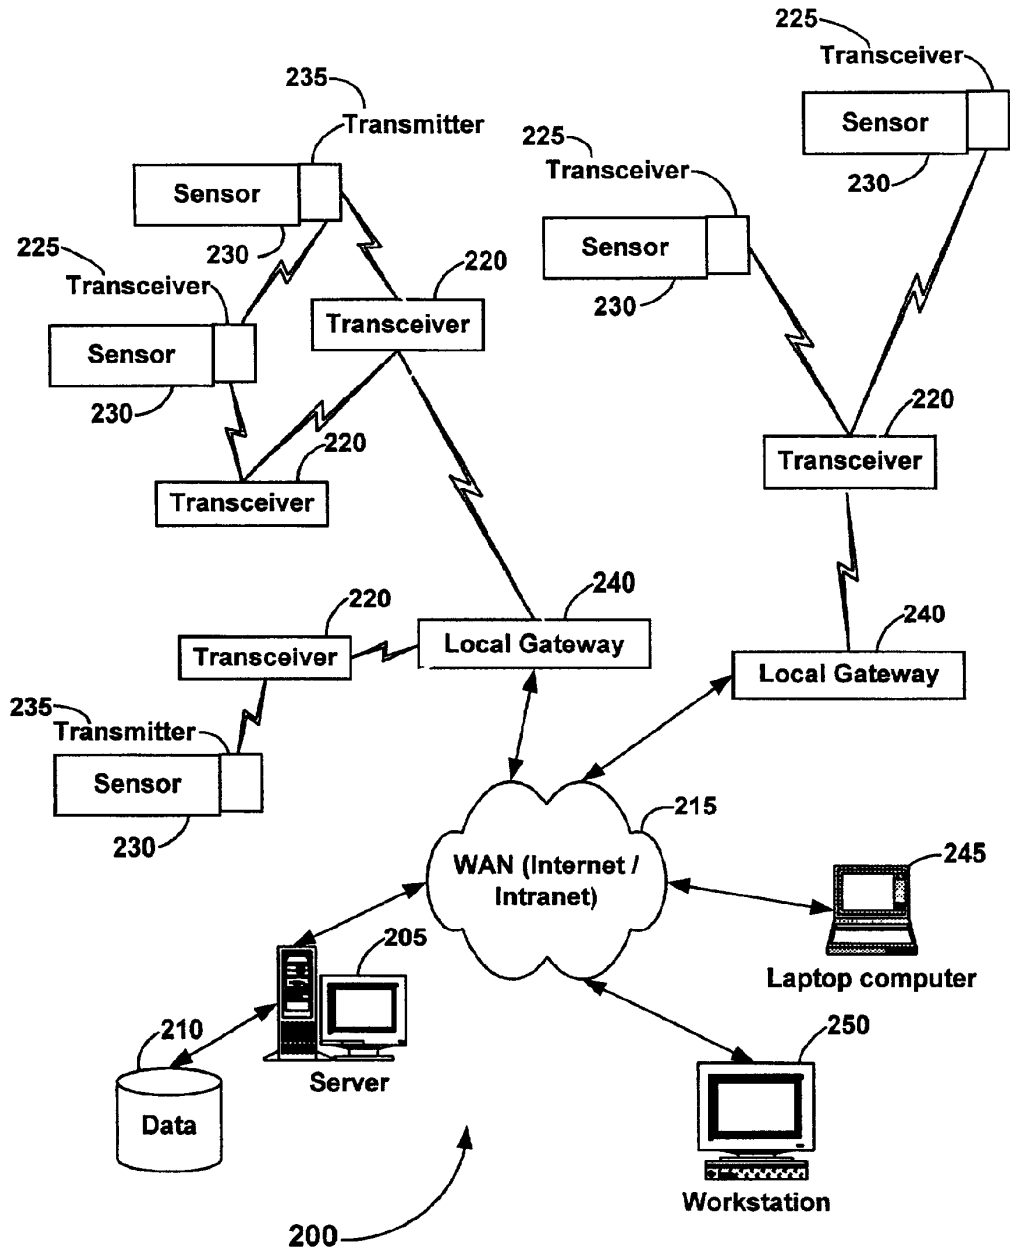 225
Transceiver
235
Transmitter
Sensor
230
225
Transceiver
Sensor
230
Sensor
230
225
Transceiver
220
Transceiver
Sensor
230
Sensor
230
220
Transceiver
220
Transceiver
220
Transceiver
240
Local Gateway
240
Local Gateway
235
Transmitter
Sensor
230
215
WAN (Internet /
Intranet)
245
Laptop computer
205
Server
210
Data
250
Workstation
200